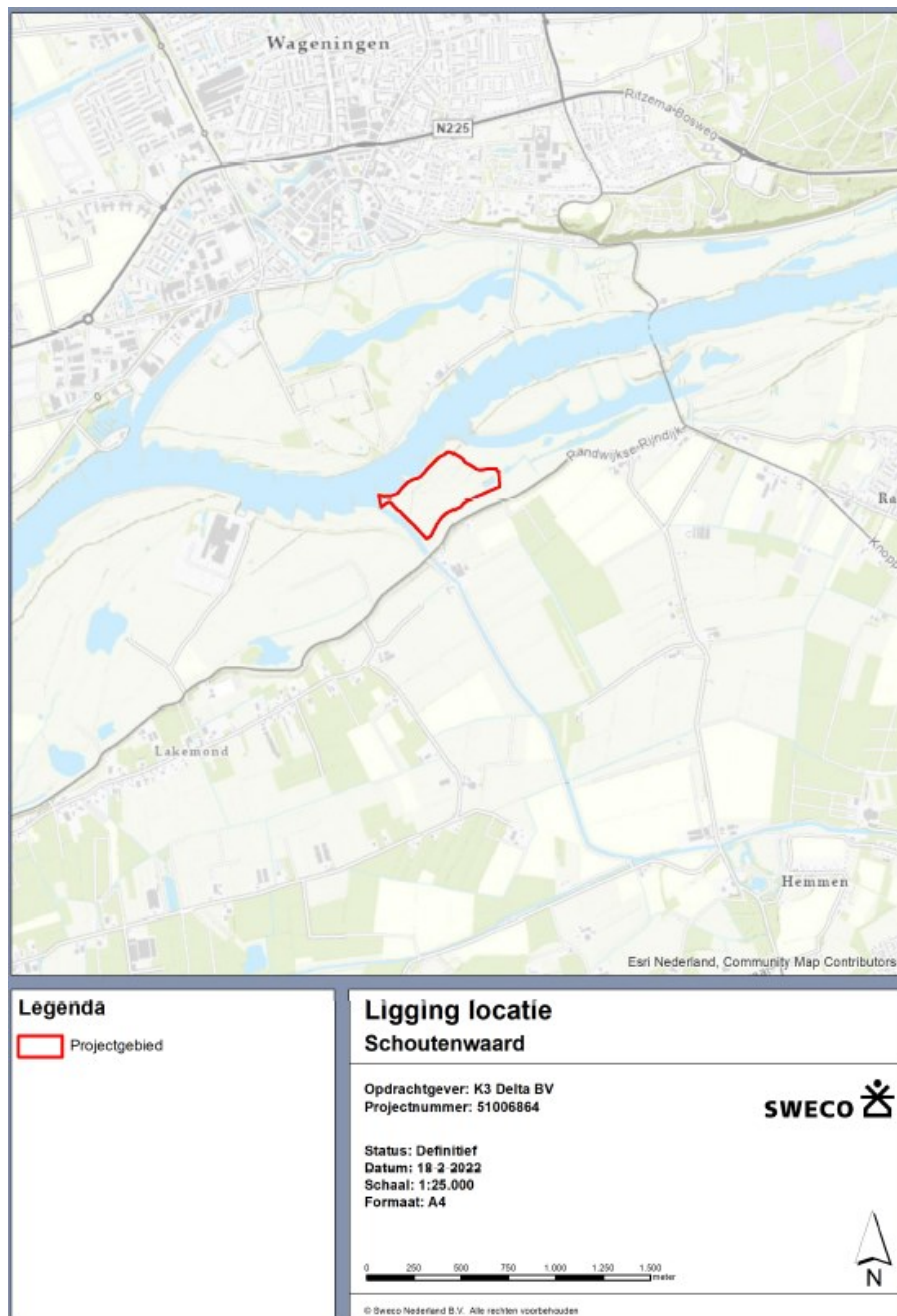 Wageningen
Ritzema-Bosweg
N225
Randwijkse-Rijndijk
Ra
Knopp
Lakemond
Hemmen
Esri Nederland, Community Map Contributors
Legenda
Projectgebied
Ligging locatie
Schoutenwaard
Opdrachtgever: K3 Delta BV
Projectnummer: 51006864
SWECO
Status: Definitief
Datum: 18-2-2022
Schaal: 1:25.000
Formaat: A4
0 250 500 750 1.000 1.250 1.500
meter
N
© Sweco Nederland B.V. Alle rechten voorbehouden